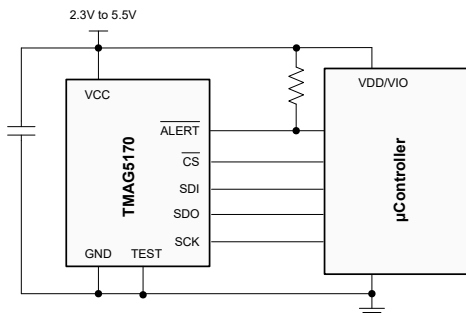 2.3V to 5.5V
VCC
VDD/VIO
ALERT
CS
SDI
SDO
SCK
GND TEST
TMAG5170
µController